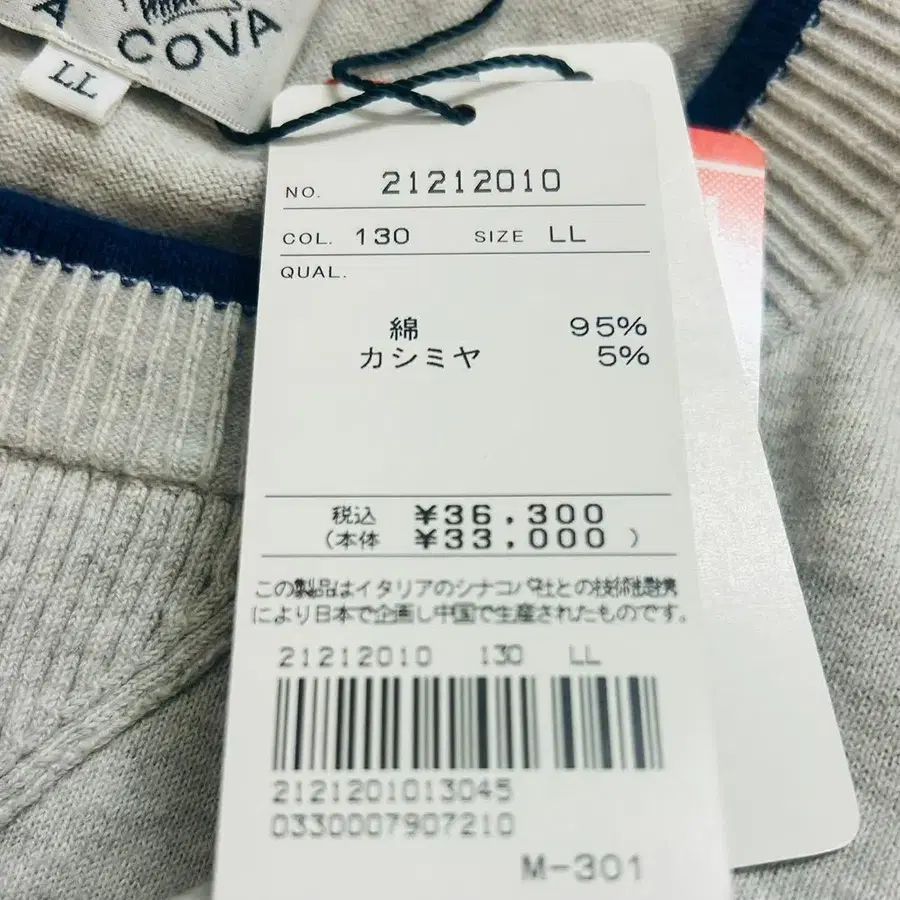 A
COVA
LL
NO. 21212010
COL. 130 SIZE LL
QUAL.
綿 95%
カシミヤ 5%
税込 ¥36,300
(本体 ¥33,000 )
この製品はイタリアのシナコバ社との技術提携
により日本で企画し中国で生産されたものです。
21212010 130 LL
2121201013045
0330007907210
M-301